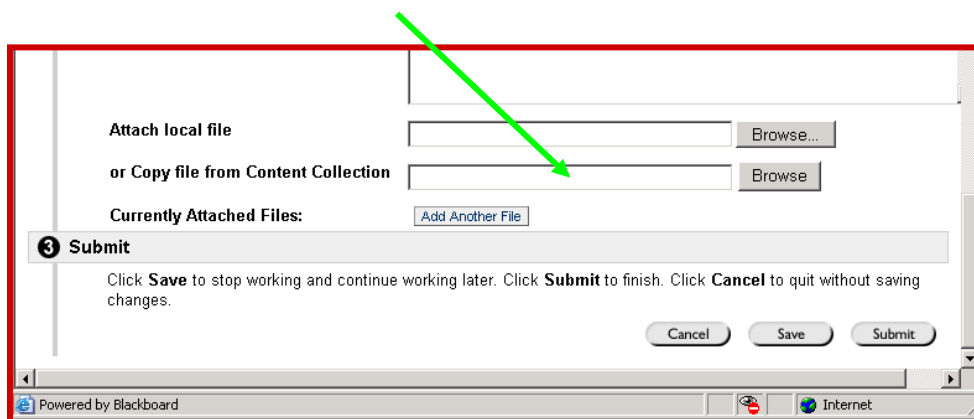 Attach local file
Browse...
or Copy file from Content Collection
Browse
Currently Attached Files:
Add Another File
3 Submit
Click Save to stop working and continue working later. Click Submit to finish. Click Cancel to quit without saving
changes.
Cancel
Save
Submit
Powered by Blackboard
Internet